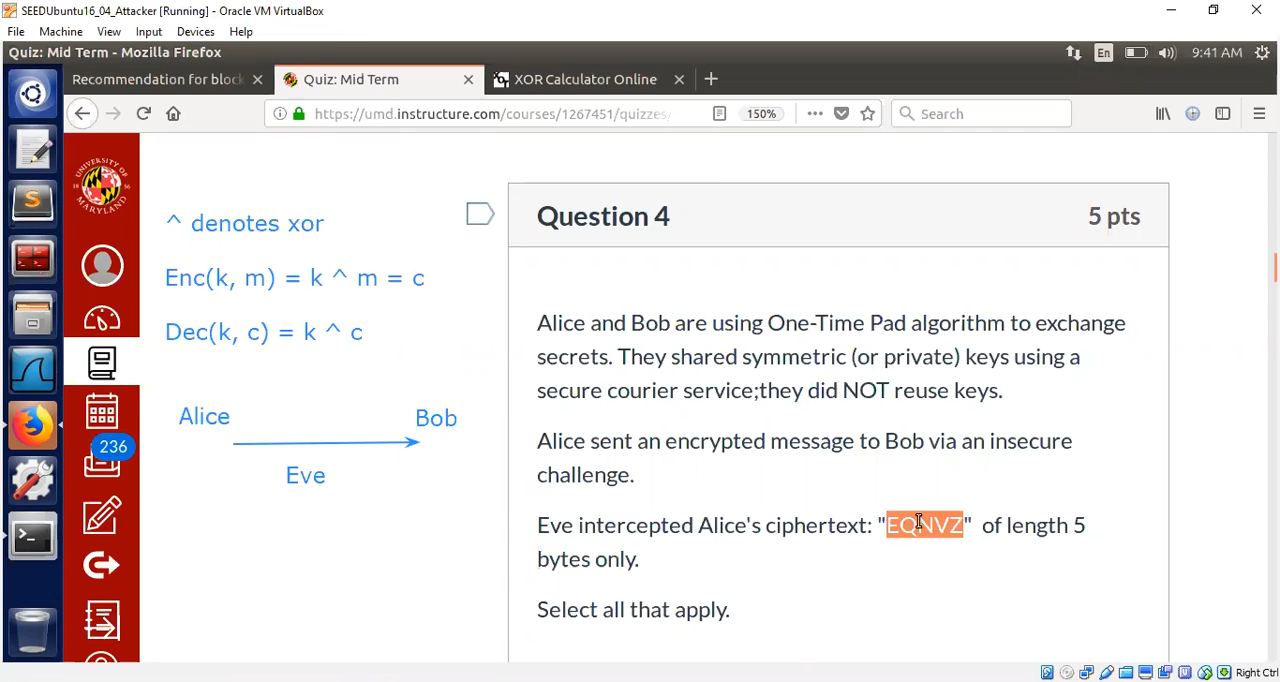 SEEDUbuntu16_04_Attacker [Running] - Oracle VM VirtualBox
File Machine View Input Devices Help
Quiz: Mid Term - Mozilla Firefox
En
9:41 AM
Recommendation for block
Quiz: Mid Term
XOR Calculator Online
https://umd.instructure.com/courses/1267451/quizzes/
150%
Search
UNIVERSITY OF MARYLAND
236
^ denotes xor
Enc(k, m) = k ^ m = c
Dec(k, c) = k ^ c
Alice
Bob
Eve
Question 4
5 pts
Alice and Bob are using One-Time Pad algorithm to exchange
secrets. They shared symmetric (or private) keys using a
secure courier service;they did NOT reuse keys.
Alice sent an encrypted message to Bob via an insecure
challenge.
Eve intercepted Alice's ciphertext: "EQNVZ" of length 5
bytes only.
Select all that apply.
Right Ctrl